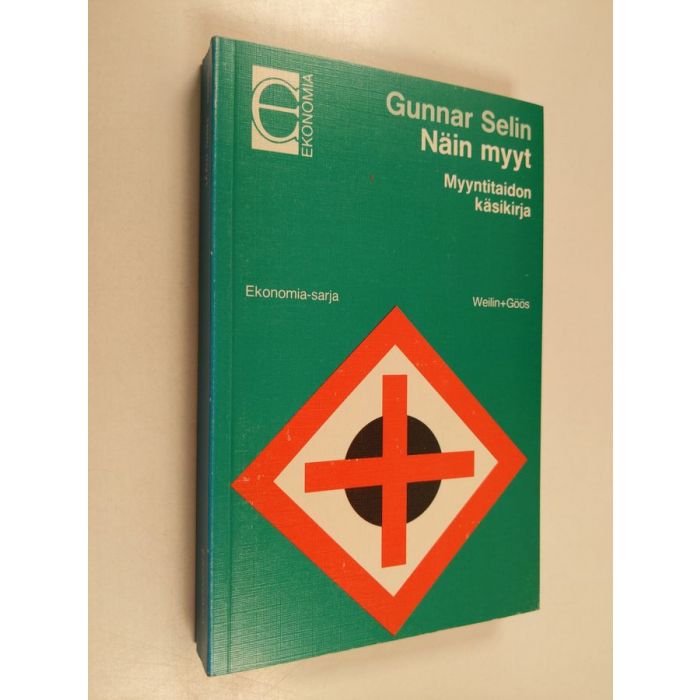 EKONOMIA
Gunnar Selin
Näin myyt
Myyntitaidon
käsikirja
Ekonomia-sarja
Weilin+Göös